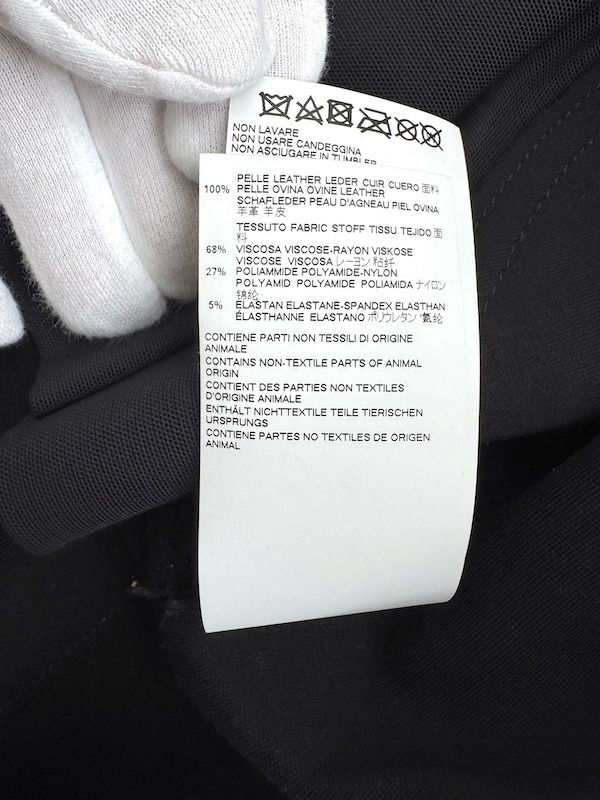 NON LAVARE
NON USARE CANDEGGINA
NON ASCIUGARE IN TUMBLER
PELLE LEATHER LEDER CUIR CUERO 面料
100% PELLE OVINA OVINE LEATHER
SCHAFLEDER PEAU D'AGNEAU PIEL OVINA
羊革 羊皮
TESSUTO FABRIC STOFF TISSU TEJIDO 面
料
68% VISCOSA VISCOSE-RAYON VISKOSE
VISCOSE VISCOSA レーヨン 粘纤
27% POLIAMMIDE POLYAMIDE-NYLON
POLYAMID POLYAMIDE POLIAMIDA ナイロン
锦纶
5% ELASTAN ELASTANE-SPANDEX ELASTHAN
ÉLASTHANNE ELASTANO ポリウレタン 氨纶
CONTIENE PARTI NON TESSILI DI ORIGINE
ANIMALE
CONTAINS NON-TEXTILE PARTS OF ANIMAL
ORIGIN
CONTIENT DES PARTIES NON TEXTILES
D'ORIGINE ANIMALE
ENTHÄLT NICHTTEXTILE TEILE TIERISCHEN
URSPRUNGS
CONTIENE PARTES NO TEXTILES DE ORIGEN
ANIMAL